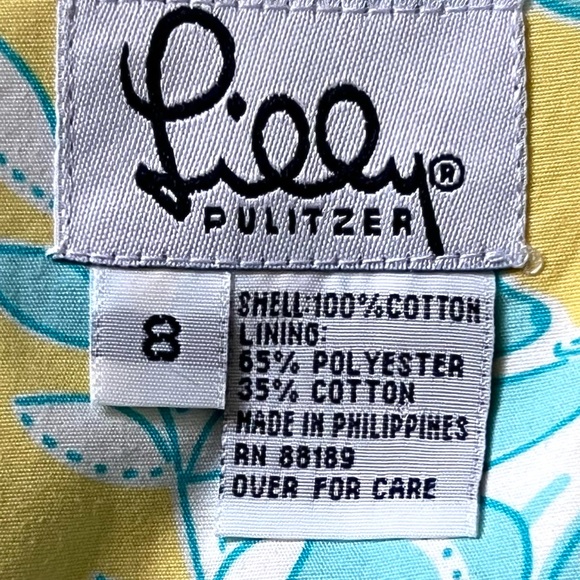 Lilly®
PULITZER
8
SHELL:100%COTTON
LINING:
65% POLYESTER
35% COTTON
MADE IN PHILIPPINES
RN 88189
OVER FOR CARE